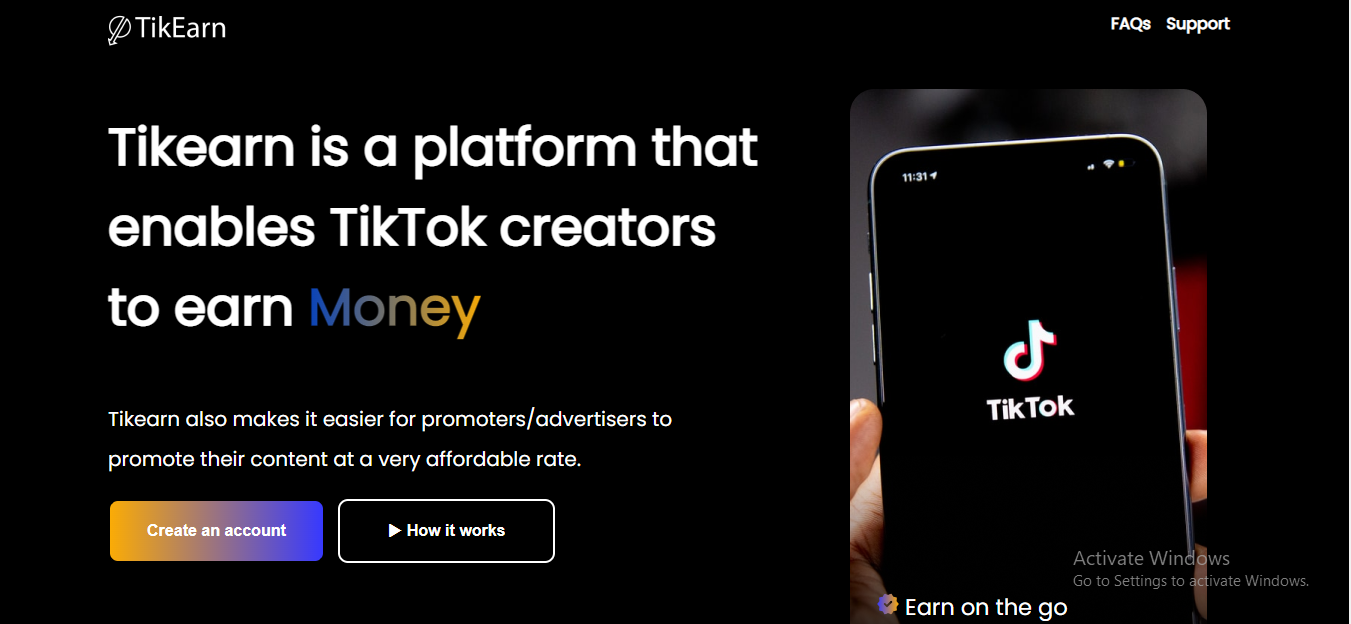 TikEarn
FAQs Support
Tikearn is a platform that
enables TikTok creators
to earn Money
Tikearn also makes it easier for promoters/advertisers to
promote their content at a very affordable rate.
Create an account
▶ How it works
11:31
TikTok
Activate Windows
Go to Settings to activate Windows.
Earn on the go